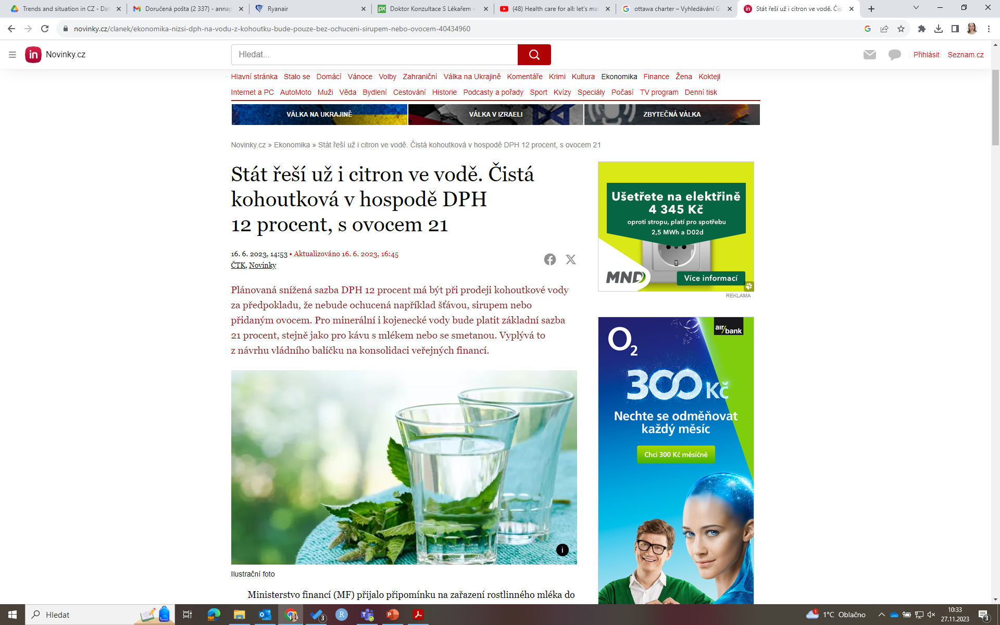 Trends and situation in CZ - Dat
Doručená pošta (2 337) - annap
Ryanair
Doktor Konzultace S Lékařem -
(48) Health care for all: let's mak
ottawa charter – Vyhledávání G
Stát řeší už i citron ve vodě. Čis
novinky.cz/clanek/ekonomika-nizsi-dph-na-vodu-z-kohoutku-bude-pouze-bez-ochuceni-sirupem-nebo-ovocem-40434960
in Novinky.cz
Hledat...
Přihlásit Seznam.cz
Hlavní stránka Stalo se Domácí Vánoce Volby Zahraniční Válka na Ukrajině Komentáře Krimi Kultura Ekonomika Finance Žena Koktejl
Internet a PC AutoMoto Muži Věda Bydlení Cestování Historie Podcasty a pořady Sport Kvízy Speciály Počasí TV program Denní tisk
VÁLKA NA UKRAJINĚ VÁLKA V IZRAELI ZBYTEČNÁ VÁLKA
Novinky.cz » Ekonomika » Stát řeší už i citron ve vodě. Čistá kohoutková v hospodě DPH 12 procent, s ovocem 21
Stát řeší už i citron ve vodě. Čistá
kohoutková v hospodě DPH
12 procent, s ovocem 21
16. 6. 2023, 14:53 • Aktualizováno 16. 6. 2023, 16:45
ČTK, Novinky
Plánovaná snížená sazba DPH 12 procent má být při prodeji kohoutkové vody
za předpokladu, že nebude ochucená například šťávou, sirupem nebo
přidaným ovocem. Pro minerální i kojenecké vody bude platit základní sazba
21 procent, stejně jako pro kávu s mlékem nebo se smetanou. Vyplývá to
z návrhu vládního balíčku na konsolidaci veřejných financí.
i
Ilustrační foto
Ministerstvo financí (MF) přijalo připomínku na zařazení rostlinného mléka do
Ušetřete na elektřině
4 345 Kč
oproti stropu, platí pro spotřebu
2,5 MWh a D02d
MND
Více informací
REKLAMA
O2
air bank
300 Kč
Nechte se odměňovat
každý měsíc
Chci 300 Kč měsíčně
Hledat
3
1
1°C Oblačno
10:33
27.11.2023
3